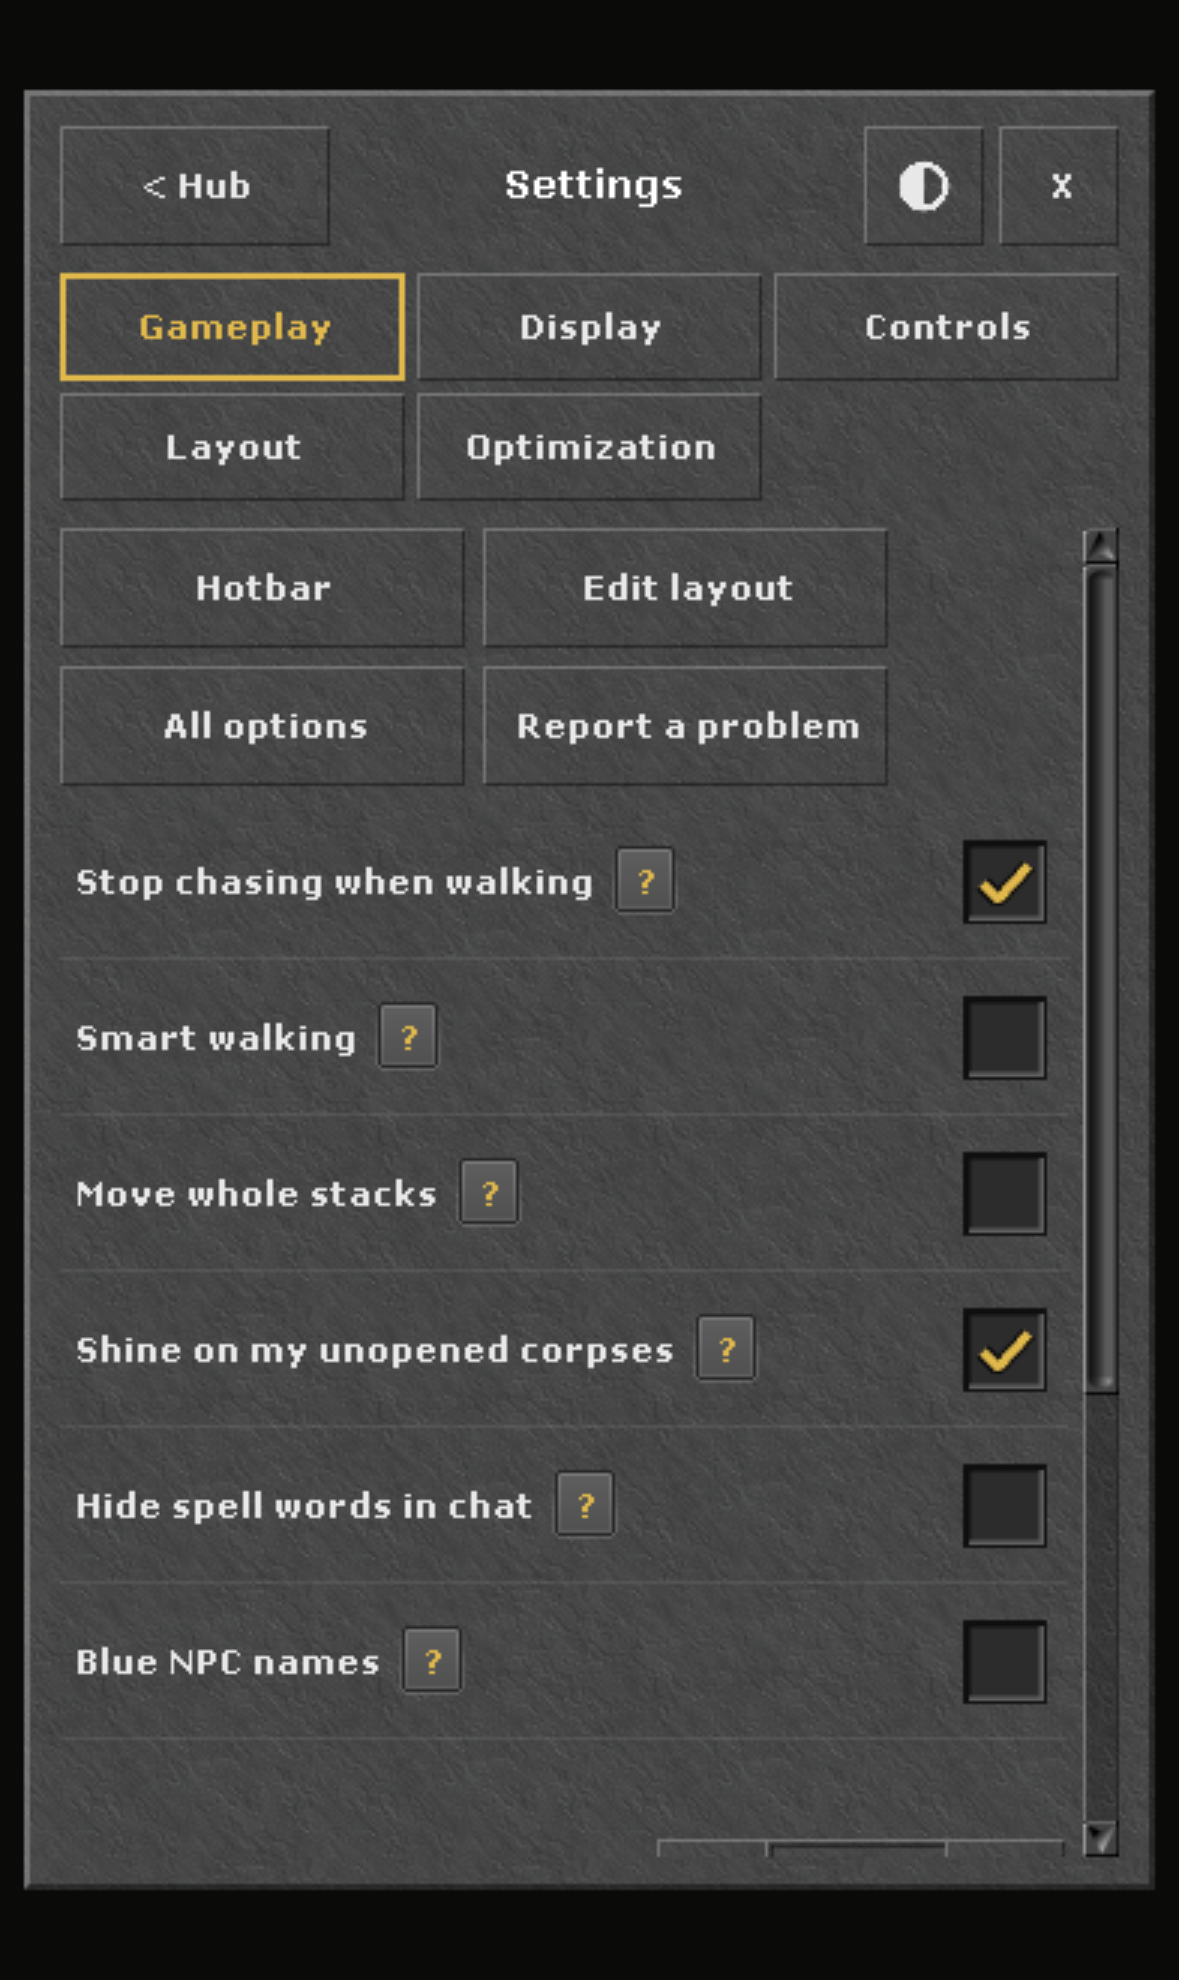 < Hub
Settings
X
Gameplay
Display
Controls
Layout
Optimization
Hotbar
Edit layout
All options
Report a problem
Stop chasing when walking ?
Smart walking ?
Move whole stacks ?
Shine on my unopened corpses ?
Hide spell words in chat ?
Blue NPC names ?